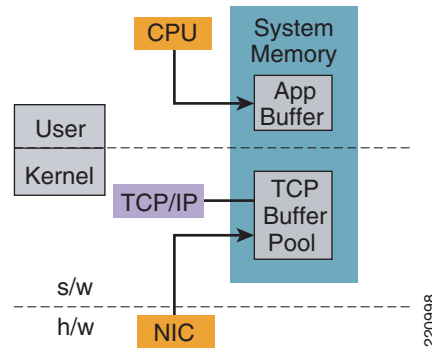 CPU
System
Memory
App
Buffer
User
Kernel
TCP/IP
TCP
Buffer
Pool
s/w
h/w
NIC
220998